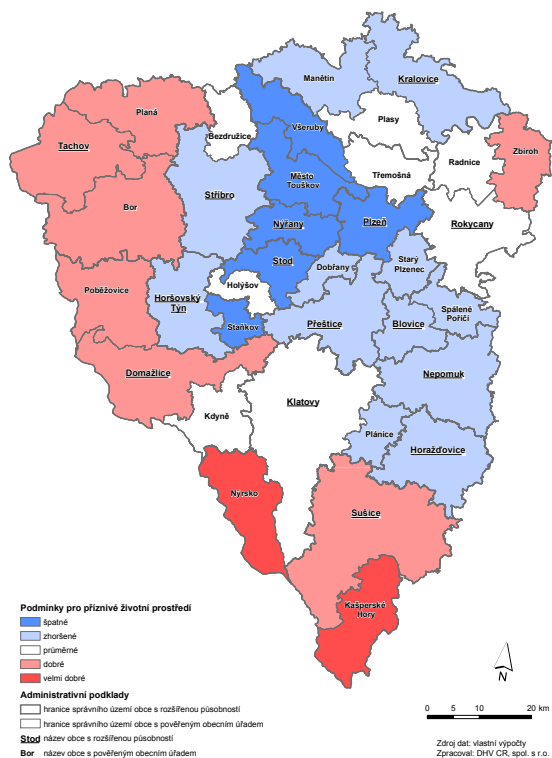 Manětín
Kralovice
Planá
Všeruby
Plasy
Bezdružice
Tachov
Zbiroh
Radnice
Třemošná
Město
Touškov
Stříbro
Bor
Plzeň
Nýřany
Rokycany
Stod
Dobřany
Starý
Plzenec
Holýšov
Poběžovice
Horšovský
Týn
Spálené
Poříčí
Staňkov
Přeštice
Blovice
Domažlice
Nepomuk
Klatovy
Kdyně
Plánice
Horažďovice
Nýrsko
Sušice
Kašperské
Hory
Podmínky pro příznivé životní prostředí
špatné
zhoršené
průměrné
dobré
velmi dobré
Administrativní podklady
hranice správního území obce s rozšířenou působností
hranice správního území obce s pověřeným obecním úřadem
Stod název obce s rozšířenou působností
Bor název obce s pověřeným obecním úřadem
N
0 5 10 20 km
Zdroj dat: vlastní výpočty
Zpracoval: DHV CR, spol. s r.o.